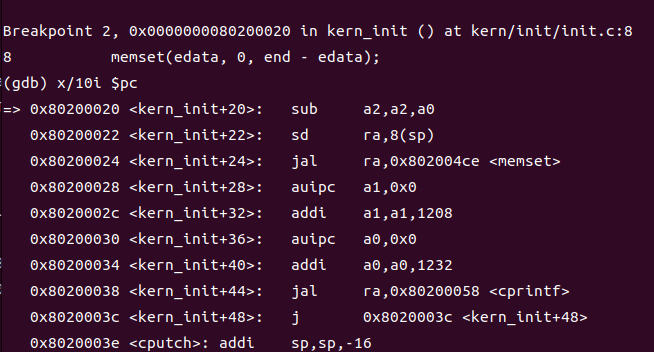 Breakpoint 2, 0x0000000080200020 in kern_init () at kern/init/init.c:8
8           memset(edata, 0, end - edata);
(gdb) x/10i $pc
=> 0x80200020 <kern_init+20>:   sub     a2,a2,a0
   0x80200022 <kern_init+22>:   sd      ra,8(sp)
   0x80200024 <kern_init+24>:   jal     ra,0x802004ce <memset>
   0x80200028 <kern_init+28>:   auipc   a1,0x0
   0x8020002c <kern_init+32>:   addi    a1,a1,1208
   0x80200030 <kern_init+36>:   auipc   a0,0x0
   0x80200034 <kern_init+40>:   addi    a0,a0,1232
   0x80200038 <kern_init+44>:   jal     ra,0x80200058 <cprintf>
   0x8020003c <kern_init+48>:   j       0x8020003c <kern_init+48>
   0x8020003e <cputch>: addi    sp,sp,-16